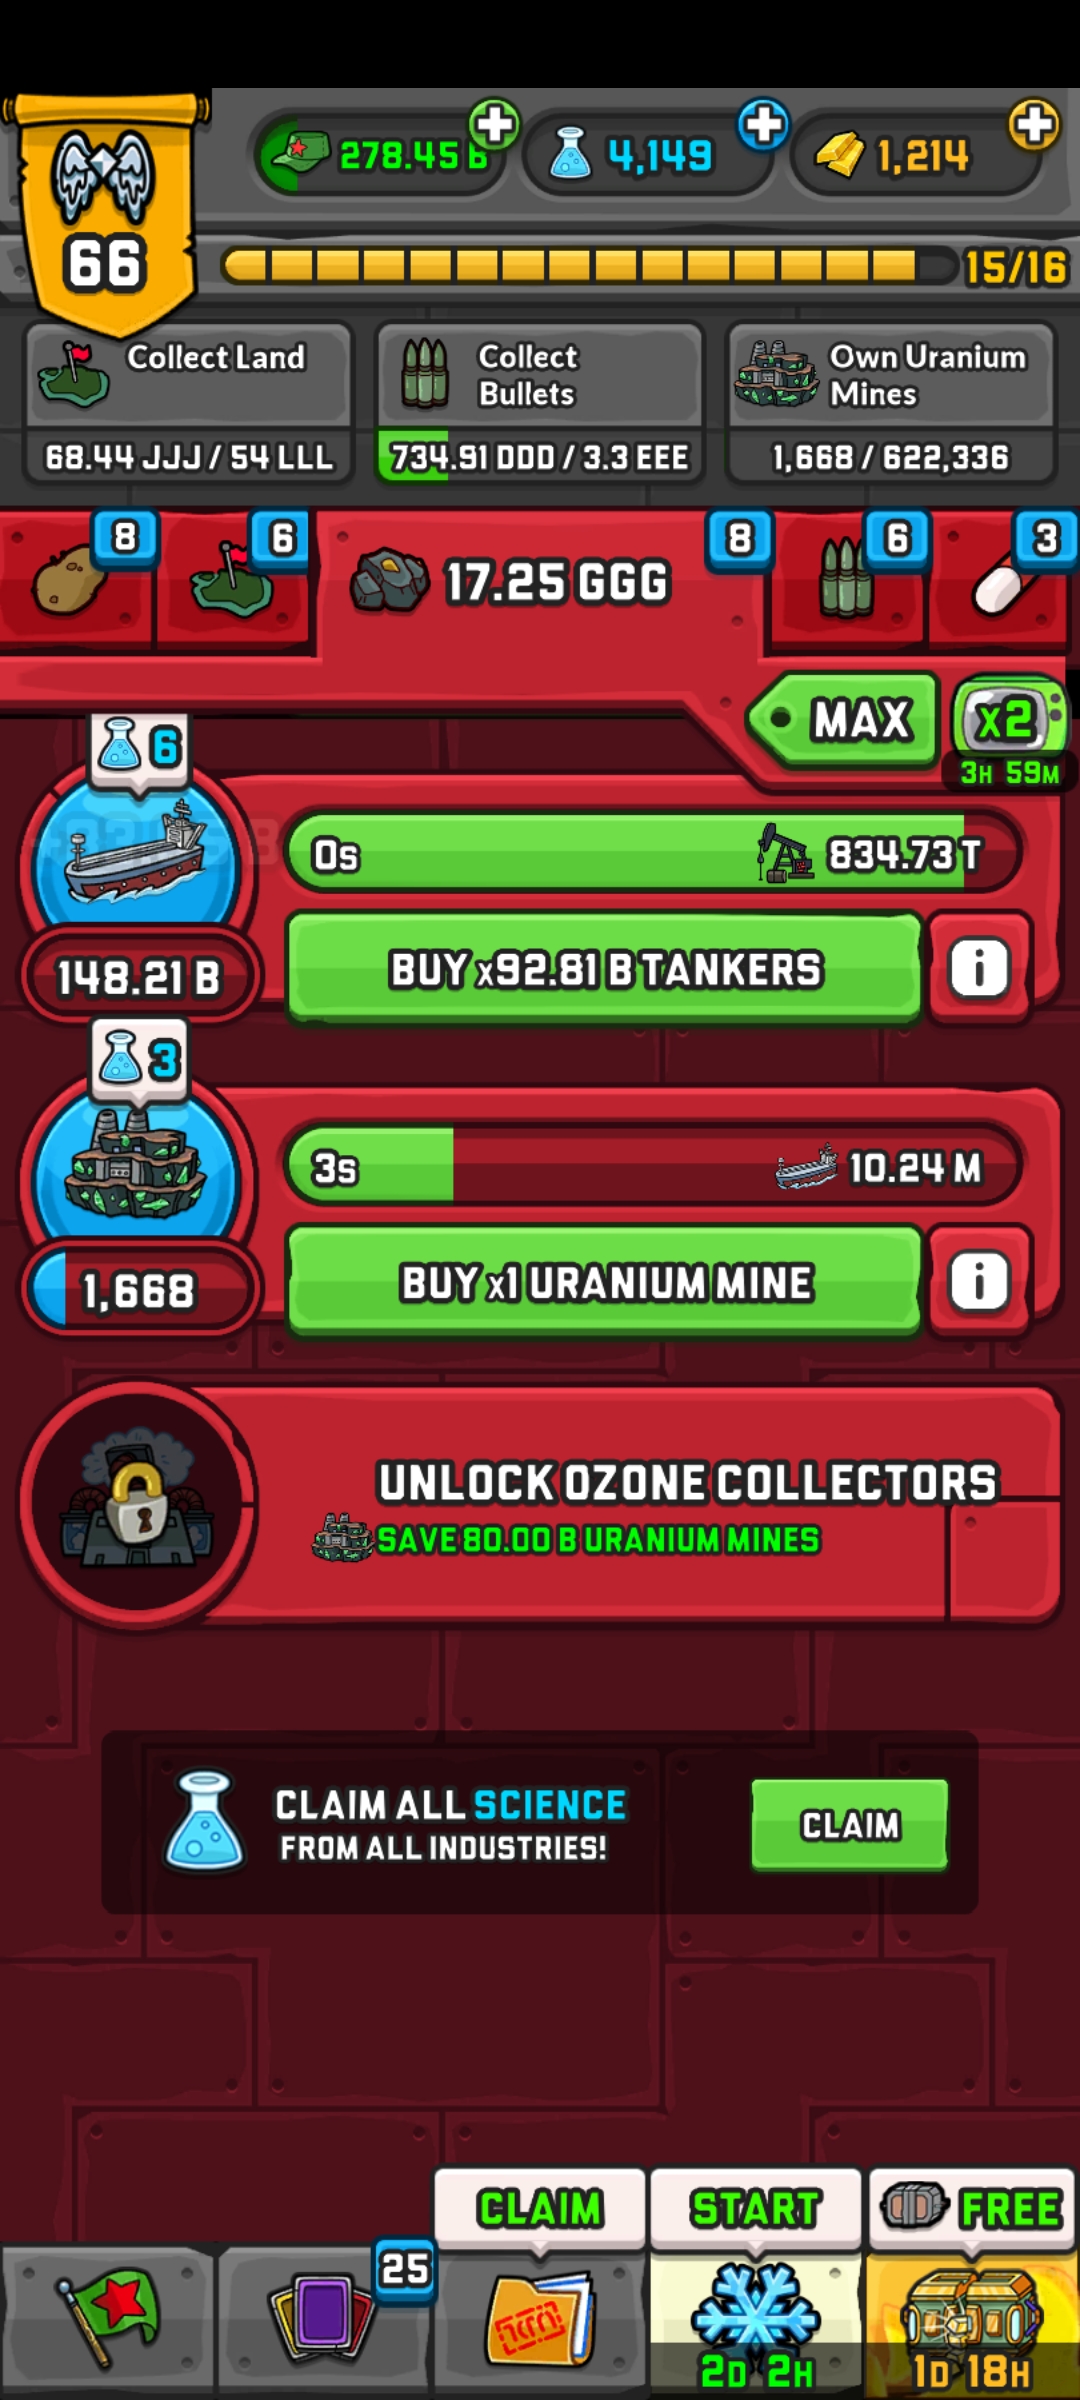 278.45 B
4,149
1,214
66
15/16
Collect Land
68.44 JJJ / 54 LLL
Collect
Bullets
734.91 DDD / 3.3 EEE
Own Uranium
Mines
1,668 / 622,336
8
6
17.25 GGG
8
6
3
MAX
x2
3H 59M
6
0s
834.73 T
148.21 B
BUY x92.81 B TANKERS
i
3
3s
10.24 M
1,668
BUY x1 URANIUM MINE
i
UNLOCK OZONE COLLECTORS
SAVE 80.00 B URANIUM MINES
CLAIM ALL SCIENCE
FROM ALL INDUSTRIES!
CLAIM
CLAIM
START
FREE
25
2D 2H
1D 18H